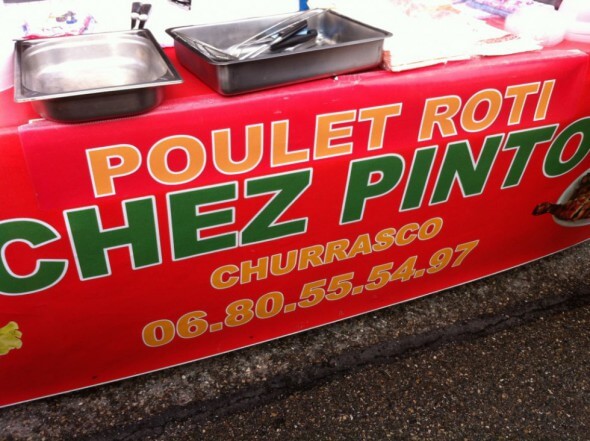 POULET ROTI
CHEZ PINTO
CHURRASCO
06.80.55.54.97